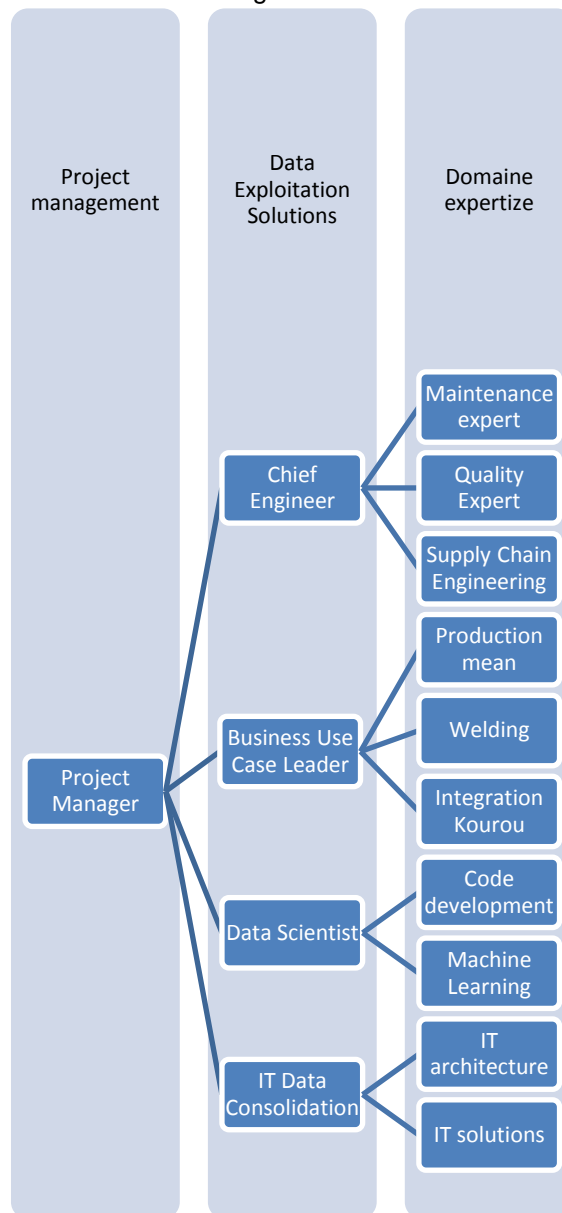 Project
management
Data
Exploitation
Solutions
Domaine
expertize
Project
Manager
Chief
Engineer
Maintenance
expert
Quality
Expert
Supply Chain
Engineering
Business Use
Case Leader
Production
mean
Welding
Integration
Kourou
Data Scientist
Code
development
Machine
Learning
IT Data
Consolidation
IT
architecture
IT solutions